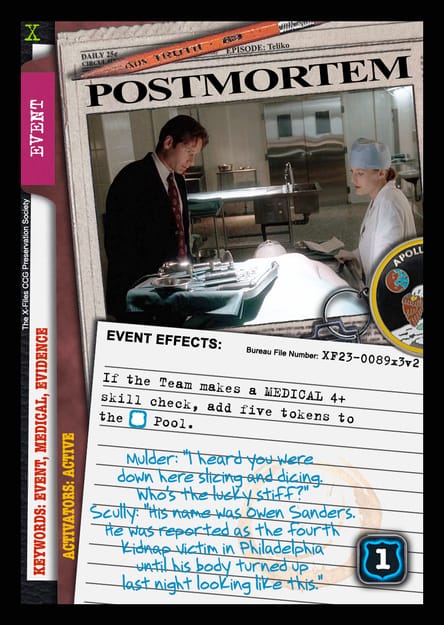 X
DAILY 25¢
TRUTH
EPISODE: Teliko
POSTMORTEM
EVENT
APOLL
The X-Files CCG Preservation Society
KEYWORDS: EVENT, MEDICAL, EVIDENCE
ACTIVATORS: ACTIVE
EVENT EFFECTS:
Bureau File Number: XF23-0089z3v2
If the Team makes a MEDICAL 4+
skill check, add five tokens to
the Pool.
Mulder: "I heard you were
down here slicing and dicing.
Who's the lucky stiff?"
Scully: "His name was Owen Sanders.
He was reported as the fourth
kidnap victim in Philadelphia
until his body turned up
last night looking like this."
1